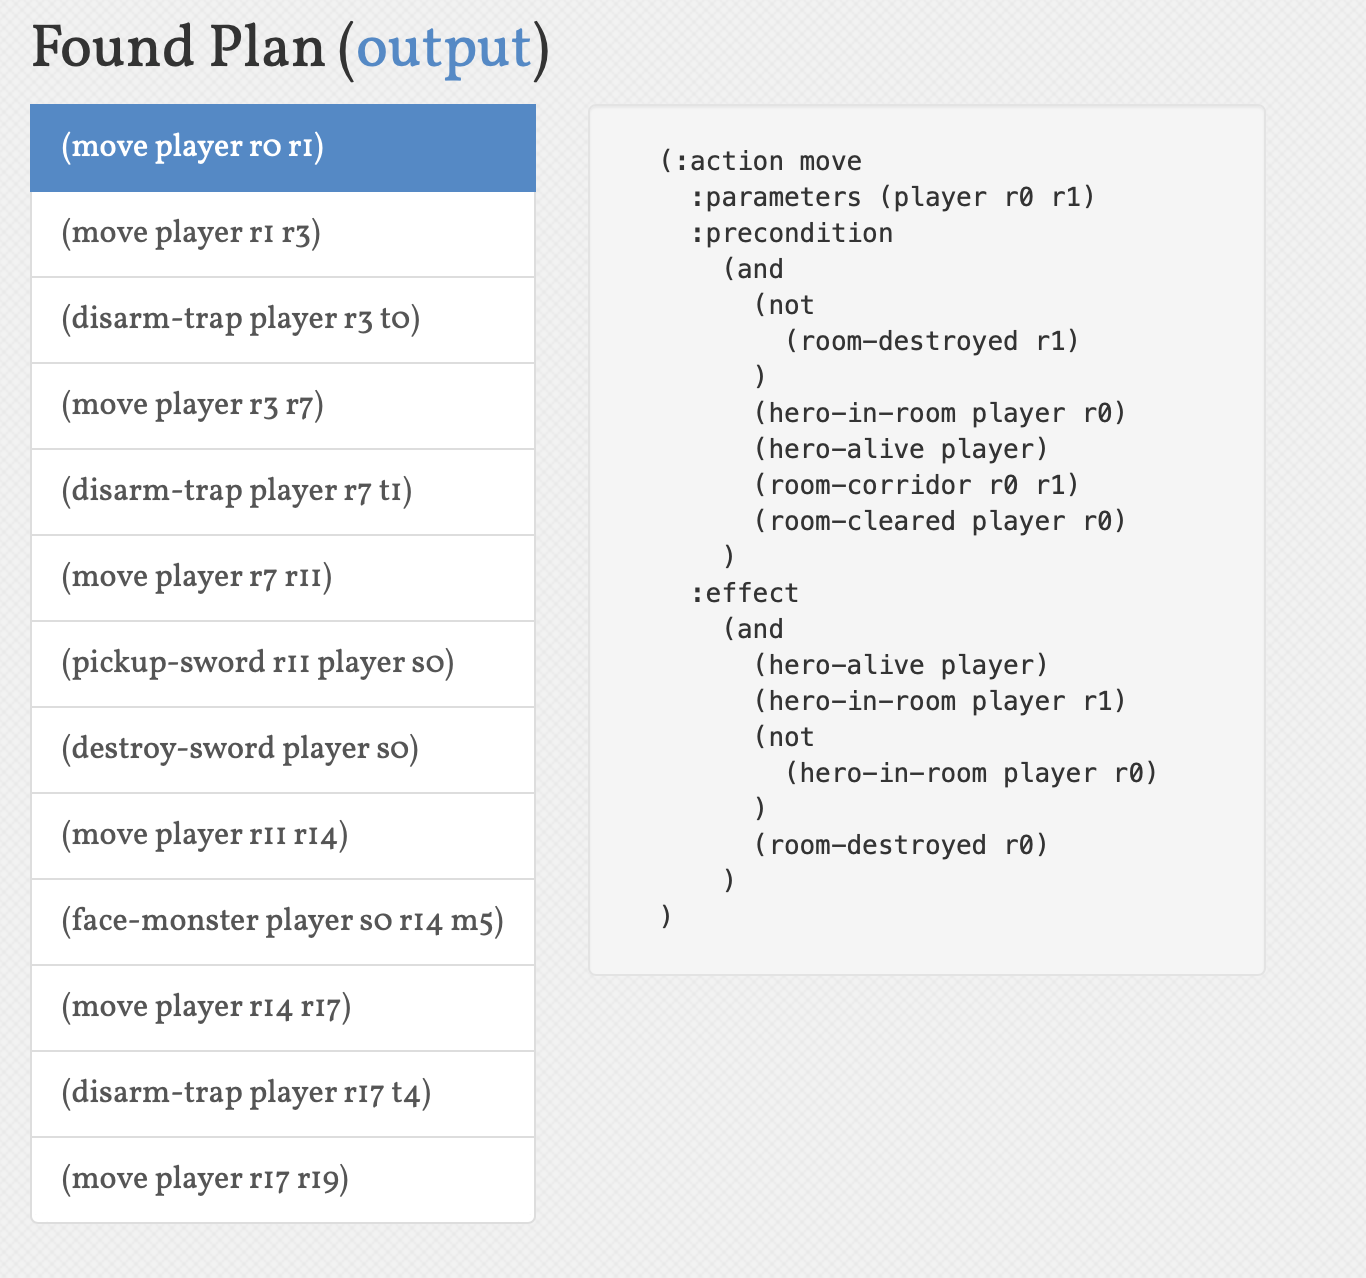 Found Plan (output)
(move player r0 r1)
(move player r1 r3)
(disarm-trap player r3 t0)
(move player r3 r7)
(disarm-trap player r7 t1)
(move player r7 r11)
(pickup-sword r11 player s0)
(destroy-sword player s0)
(move player r11 r14)
(face-monster player s0 r14 m5)
(move player r14 r17)
(disarm-trap player r17 t4)
(move player r17 r19)
(:action move
:parameters (player r0 r1)
:precondition
(and
(not
(room-destroyed r1)
)
(hero-in-room player r0)
(hero-alive player)
(room-corridor r0 r1)
(room-cleared player r0)
)
:effect
(and
(hero-alive player)
(hero-in-room player r1)
(not
(hero-in-room player r0)
)
(room-destroyed r0)
)
)